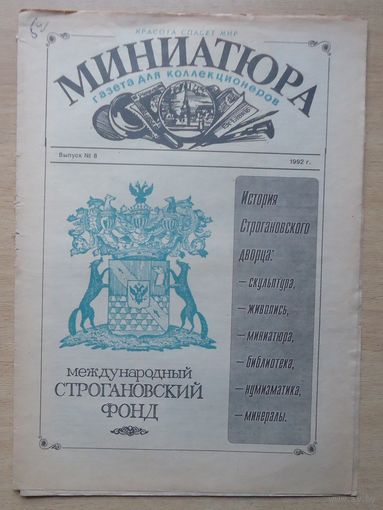 КРАСОТА СПАСЕТ МИР
МИНИАТЮРА
газета для коллекционеров
Выпуск № 8
1992 г.
История
Строгановского
дворца:
— скульптура,
— живопись,
— миниатюра,
— библиотека,
— нумизматика,
— минералы.
международный
СТРОГАНОВСКИЙ
ФОНД